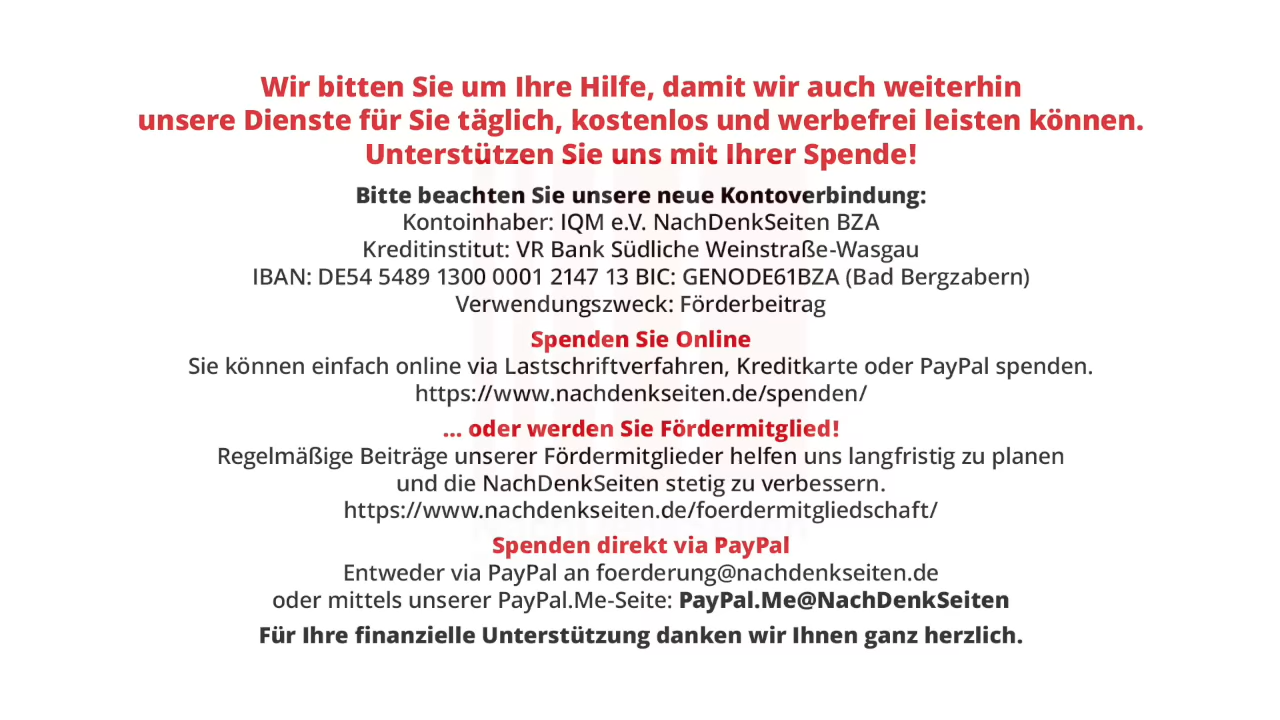 Wir bitten Sie um Ihre Hilfe, damit wir auch weiterhin
unsere Dienste für Sie täglich, kostenlos und werbefrei leisten können.
Unterstützen Sie uns mit Ihrer Spende!
Bitte beachten Sie unsere neue Kontoverbindung:
Kontoinhaber: IQM e.V. NachDenkSeiten BZA
Kreditinstitut: VR Bank Südliche Weinstraße-Wasgau
IBAN: DE54 5489 1300 0001 2147 13 BIC: GENODE61BZA (Bad Bergzabern)
Verwendungszweck: Förderbeitrag
Spenden Sie Online
Sie können einfach online via Lastschriftverfahren, Kreditkarte oder PayPal spenden.
https://www.nachdenkseiten.de/spenden/
... oder werden Sie Fördermitglied!
Regelmäßige Beiträge unserer Fördermitglieder helfen uns langfristig zu planen
und die NachDenkSeiten stetig zu verbessern.
https://www.nachdenkseiten.de/foerdermitgliedschaft/
Spenden direkt via PayPal
Entweder via PayPal an foerderung@nachdenkseiten.de
oder mittels unserer PayPal.Me-Seite: PayPal.Me@NachDenkSeiten
Für Ihre finanzielle Unterstützung danken wir Ihnen ganz herzlich.